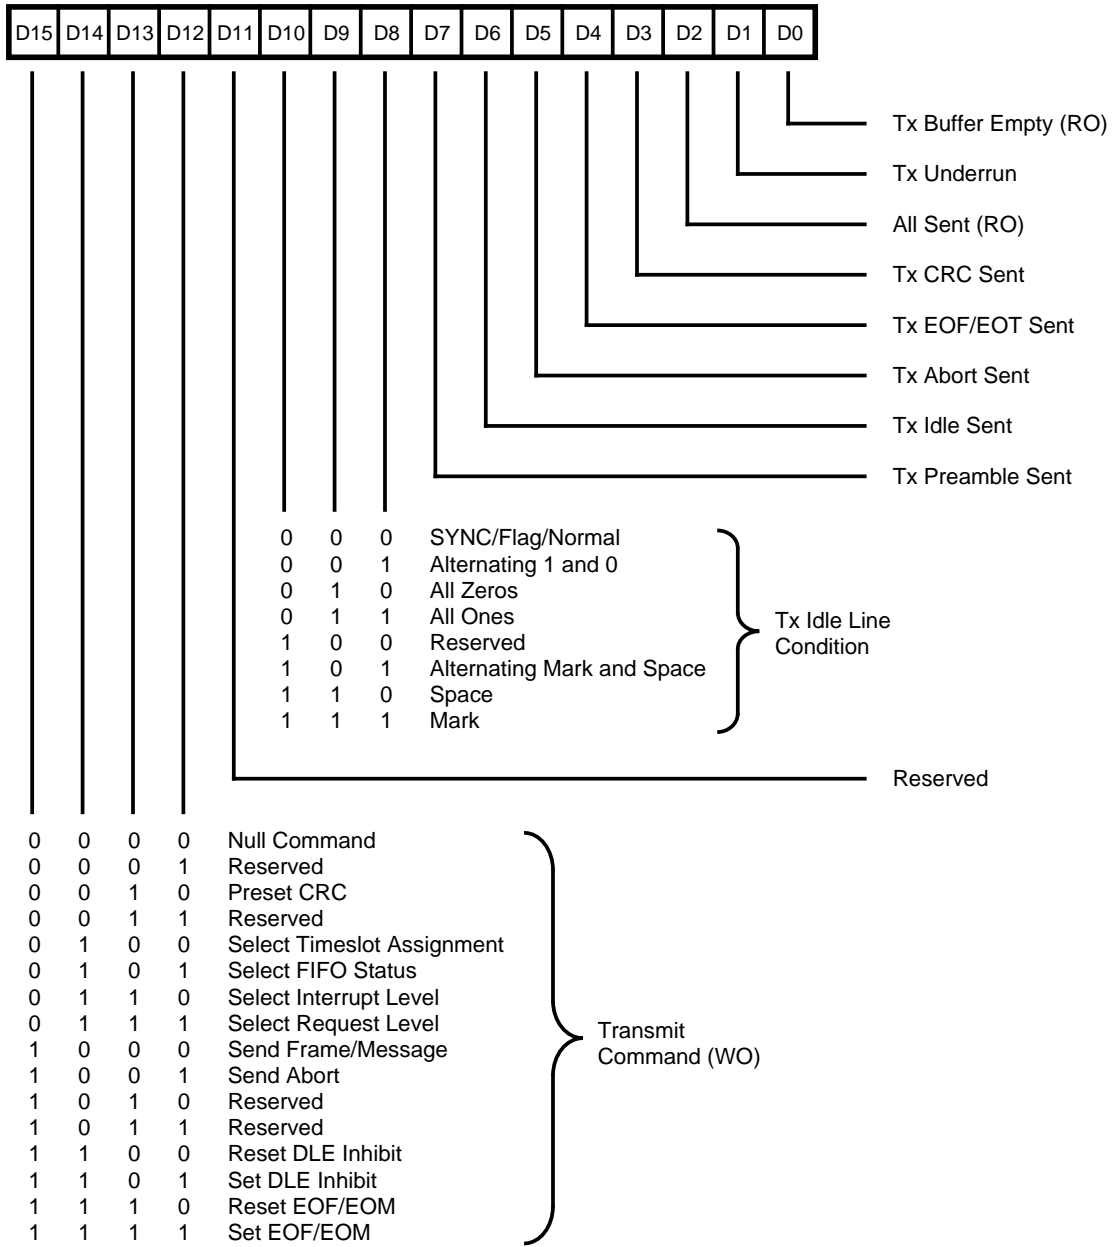 D15 D14 D13 D12 D11 D10 D9 D8 D7 D6 D5 D4 D3 D2 D1 D0
Tx Buffer Empty (RO)
Tx Underrun
All Sent (RO)
Tx CRC Sent
Tx EOF/EOT Sent
Tx Abort Sent
Tx Idle Sent
Tx Preamble Sent
0 0 0 SYNC/Flag/Normal
0 0 1 Alternating 1 and 0
0 1 0 All Zeros
0 1 1 All Ones
1 0 0 Reserved
1 0 1 Alternating Mark and Space
1 1 0 Space
1 1 1 Mark
Tx Idle Line
Condition
Reserved
0 0 0 0 Null Command
0 0 0 1 Reserved
0 0 1 0 Preset CRC
0 0 1 1 Reserved
0 1 0 0 Select Timeslot Assignment
0 1 0 1 Select FIFO Status
0 1 1 0 Select Interrupt Level
0 1 1 1 Select Request Level
1 0 0 0 Send Frame/Message
1 0 0 1 Send Abort
1 0 1 0 Reserved
1 0 1 1 Reserved
1 1 0 0 Reset DLE Inhibit
1 1 0 1 Set DLE Inhibit
1 1 1 0 Reset EOF/EOM
1 1 1 1 Set EOF/EOM
Transmit
Command (WO)